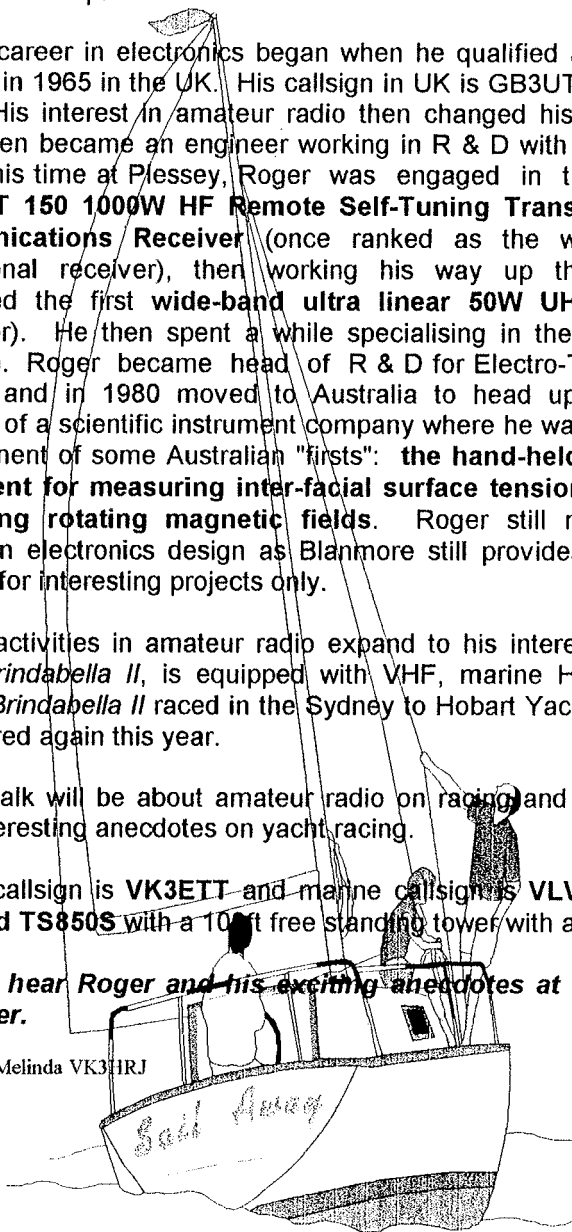 career in electronics began when he qualified
in 1965 in the UK. His callsign in UK is GB3UT
His interest in amateur radio then changed his
en became an engineer working in R & D with
his time at Plessey, Roger was engaged in t
T 150 1000W HF Remote Self-Tuning Trans
nications Receiver (once ranked as the w
onal receiver), then working his way up th
ed the first wide-band ultra linear 50W UH
r). He then spent a while specialising in the
. Roger became head of R & D for Electro-T
and in 1980 moved to Australia to head up
of a scientific instrument company where he wa
ment of some Australian "firsts": the hand-held
ent for measuring inter-facial surface tension
ng rotating magnetic fields. Roger still r
n electronics design as Blanmore still provide
for interesting projects only.
activities in amateur radio expand to his intere
rindabella II, is equipped with VHF, marine H
Brindabella II raced in the Sydney to Hobart Yac
red again this year.
alk will be about amateur radio on racing and
eresting anecdotes on yacht racing.
callsign is VK3ETT and marine callsign is VLV
d TS850S with a 100ft free standing tower with a
hear Roger and his exciting anecdotes at
er.
Melinda VK3HRJ
Sail Away